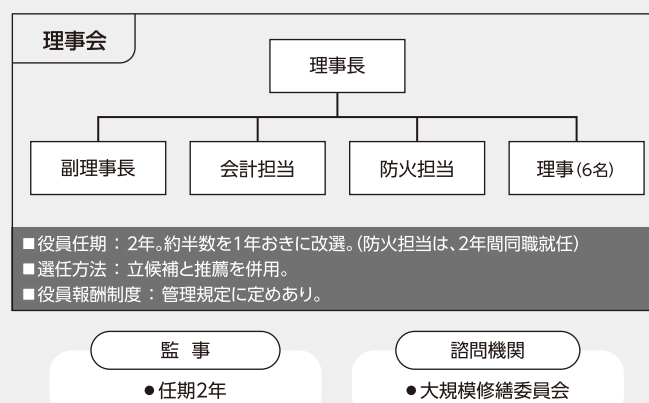 理事会
理事長
副理事長
会計担当
防火担当
理事(6名)
■役員任期：2年。約半数を1年おきに改選。(防火担当は、2年間同職就任)
■選任方法：立候補と推薦を併用。
■役員報酬制度：管理規定に定めあり。
監 事
諮問機関
●任期2年
●大規模修繕委員会